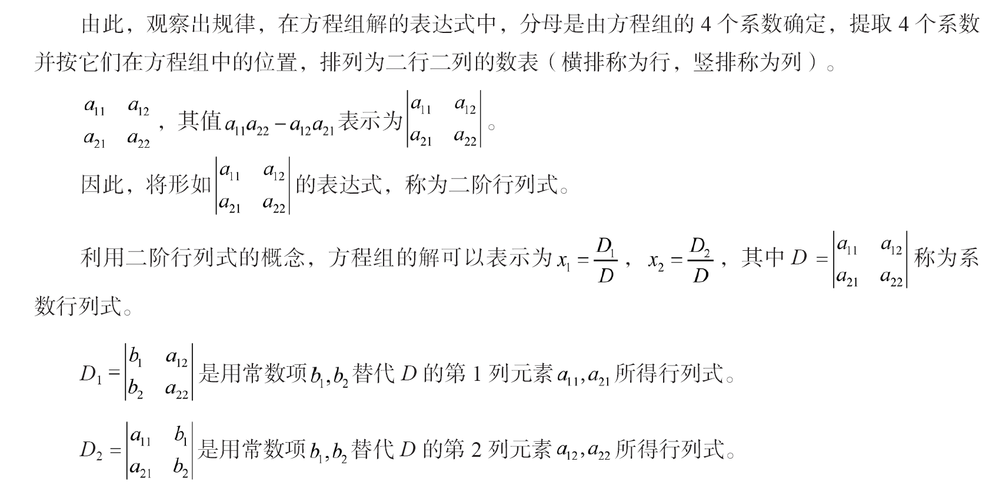 由此，观察出规律，在方程组解的表达式中，分母是由方程组的 4 个系数确定，提取 4 个系数
并按它们在方程组中的位置，排列为二行二列的数表（横排称为行，竖排称为列）。
$\begin{matrix} a_{11} & a_{12} \\ a_{21} & a_{22} \end{matrix}$，其值$a_{11}a_{22}-a_{12}a_{21}$表示为$\begin{vmatrix} a_{11} & a_{12} \\ a_{21} & a_{22} \end{vmatrix}$。
因此，将形如$\begin{vmatrix} a_{11} & a_{12} \\ a_{21} & a_{22} \end{vmatrix}$的表达式，称为二阶行列式。
利用二阶行列式的概念，方程组的解可以表示为$x_1=\frac{D_1}{D}$，$x_2=\frac{D_2}{D}$，其中$D=\begin{vmatrix} a_{11} & a_{12} \\ a_{21} & a_{22} \end{vmatrix}$称为系
数行列式。
$D_1=\begin{vmatrix} b_1 & a_{12} \\ b_2 & a_{22} \end{vmatrix}$是用常数项$b_1,b_2$替代 D 的第 1 列元素$a_{11},a_{21}$所得行列式。
$D_2=\begin{vmatrix} a_{11} & b_1 \\ a_{21} & b_2 \end{vmatrix}$是用常数项$b_1,b_2$替代 D 的第 2 列元素$a_{12},a_{22}$所得行列式。